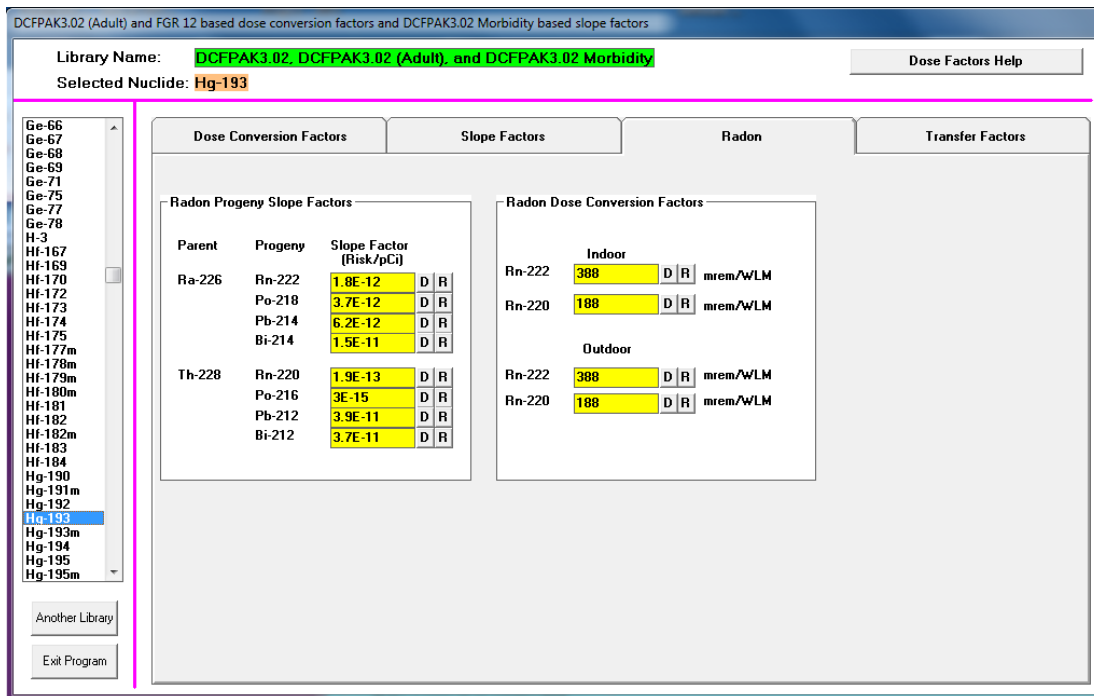 DCFPAK3.02 (Adult) and FGR 12 based dose conversion factors and DCFPAK3.02 Morbidity based slope factors
Library Name: DCFPAK3.02, DCFPAK3.02 (Adult), and DCFPAK3.02 Morbidity
Dose Factors Help
Selected Nuclide: Hg-193
Ge-66
Ge-67
Ge-68
Ge-69
Ge-71
Ge-75
Ge-77
Ge-78
H-3
Hf-167
Hf-169
Hf-170
Hf-172
Hf-173
Hf-174
Hf-175
Hf-177m
Hf-178m
Hf-179m
Hf-180m
Hf-181
Hf-182
Hf-182m
Hf-183
Hf-184
Hg-190
Hg-191m
Hg-192
Hg-193
Hg-193m
Hg-194
Hg-195
Hg-195m
Another Library
Exit Program
Dose Conversion Factors Slope Factors Radon Transfer Factors
Radon Progeny Slope Factors
Parent Progeny Slope Factor
(Risk/pCi)
Ra-226 Rn-222 1.8E-12 D R
Po-218 3.7E-12 D R
Pb-214 6.2E-12 D R
Bi-214 1.5E-11 D R
Th-228 Rn-220 1.9E-13 D R
Po-216 3E-15 D R
Pb-212 3.9E-11 D R
Bi-212 3.7E-11 D R
Radon Dose Conversion Factors
Indoor
Rn-222 388 D R mrem/WLM
Rn-220 188 D R mrem/WLM
Outdoor
Rn-222 388 D R mrem/WLM
Rn-220 188 D R mrem/WLM